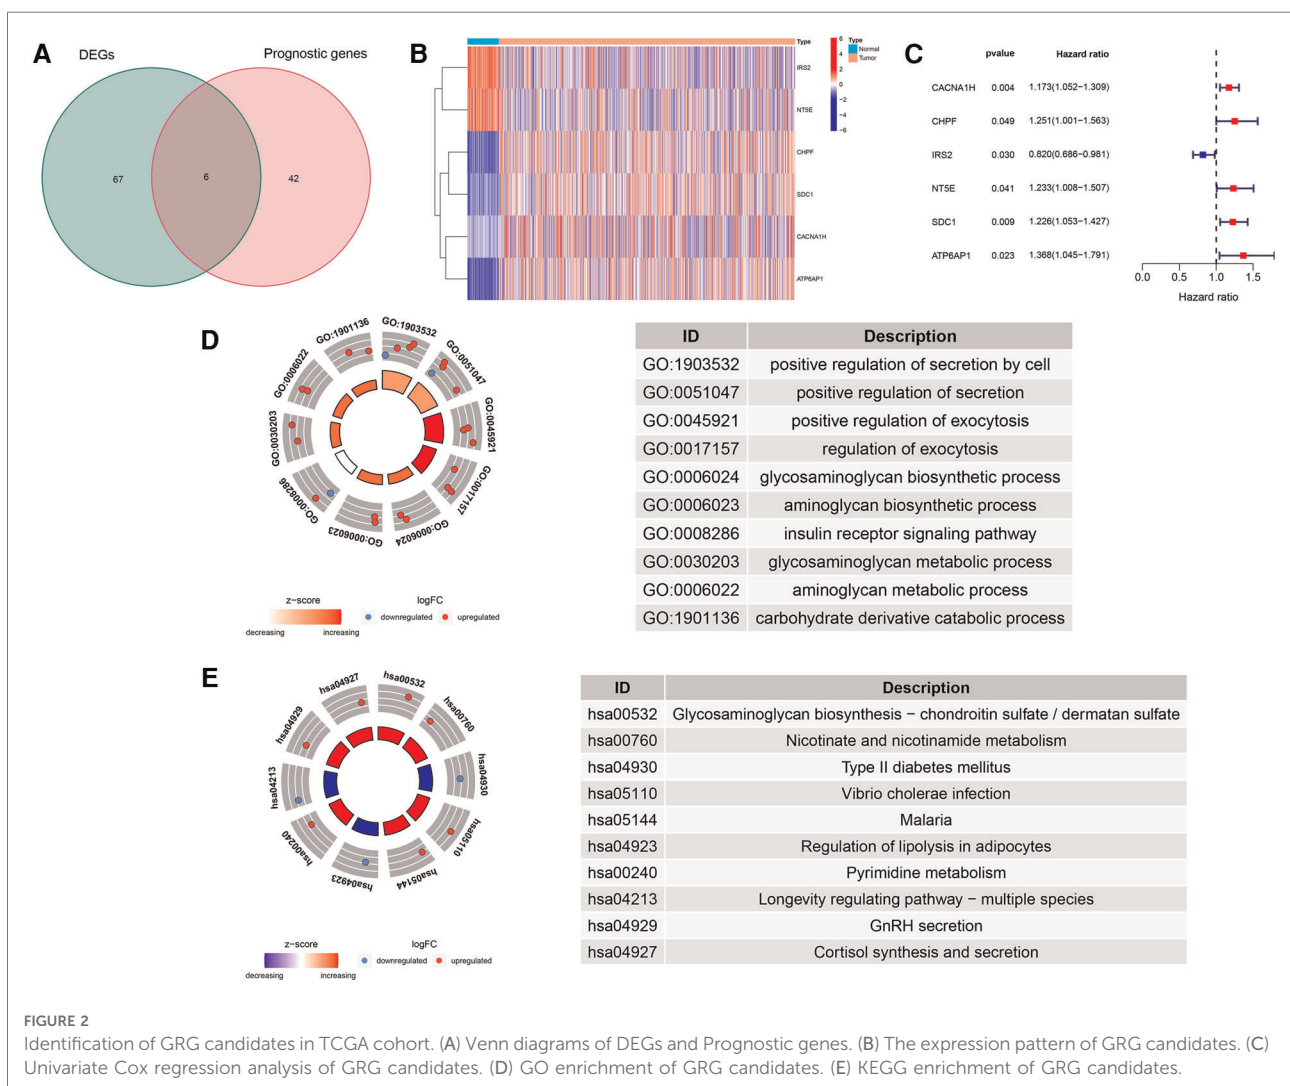 A
DEGs
Prognostic genes
67
6
42
B
Type
IRS2
NT5E
CHPF
SDC1
CACNA1H
ATP6AP1
6
4
2
0
−2
−4
−6
Type
Normal
Tumor
C
pvalue Hazard ratio
CACNA1H 0.004 1.173(1.052−1.309)
CHPF 0.049 1.251(1.001−1.563)
IRS2 0.030 0.820(0.686−0.981)
NT5E 0.041 1.233(1.008−1.507)
SDC1 0.009 1.226(1.053−1.427)
ATP6AP1 0.023 1.368(1.045−1.791)
0.0 0.5 1.0 1.5
Hazard ratio
D
GO:1903532
GO:0051047
GO:0045921
GO:0017157
GO:0006024
GO:0006023
GO:0008286
GO:0030203
GO:0006022
GO:1901136
z−score
decreasing increasing
logFC
downregulated upregulated
ID Description
GO:1903532 positive regulation of secretion by cell
GO:0051047 positive regulation of secretion
GO:0045921 positive regulation of exocytosis
GO:0017157 regulation of exocytosis
GO:0006024 glycosaminoglycan biosynthetic process
GO:0006023 aminoglycan biosynthetic process
GO:0008286 insulin receptor signaling pathway
GO:0030203 glycosaminoglycan metabolic process
GO:0006022 aminoglycan metabolic process
GO:1901136 carbohydrate derivative catabolic process
E
hsa00532
hsa00760
hsa04930
hsa05110
hsa05144
hsa04923
hsa00240
hsa04213
hsa04929
hsa04927
z−score
decreasing increasing
logFC
downregulated upregulated
ID Description
hsa00532 Glycosaminoglycan biosynthesis − chondroitin sulfate / dermatan sulfate
hsa00760 Nicotinate and nicotinamide metabolism
hsa04930 Type II diabetes mellitus
hsa05110 Vibrio cholerae infection
hsa05144 Malaria
hsa04923 Regulation of lipolysis in adipocytes
hsa00240 Pyrimidine metabolism
hsa04213 Longevity regulating pathway − multiple species
hsa04929 GnRH secretion
hsa04927 Cortisol synthesis and secretion
FIGURE 2
Identification of GRG candidates in TCGA cohort. (A) Venn diagrams of DEGs and Prognostic genes. (B) The expression pattern of GRG candidates. (C)
Univariate Cox regression analysis of GRG candidates. (D) GO enrichment of GRG candidates. (E) KEGG enrichment of GRG candidates.